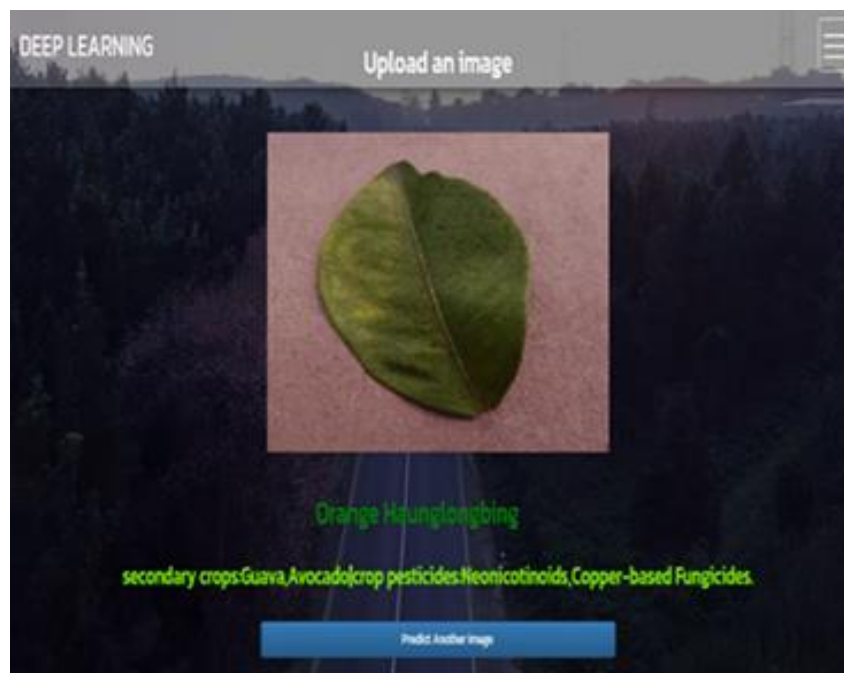 DEEP LEARNING
Upload an image
Orange Haunglongbing
secondary crops:Guava,Avocado|crop pesticides:Neonicotinoids,Copper-based Fungicides.
Predict Another image